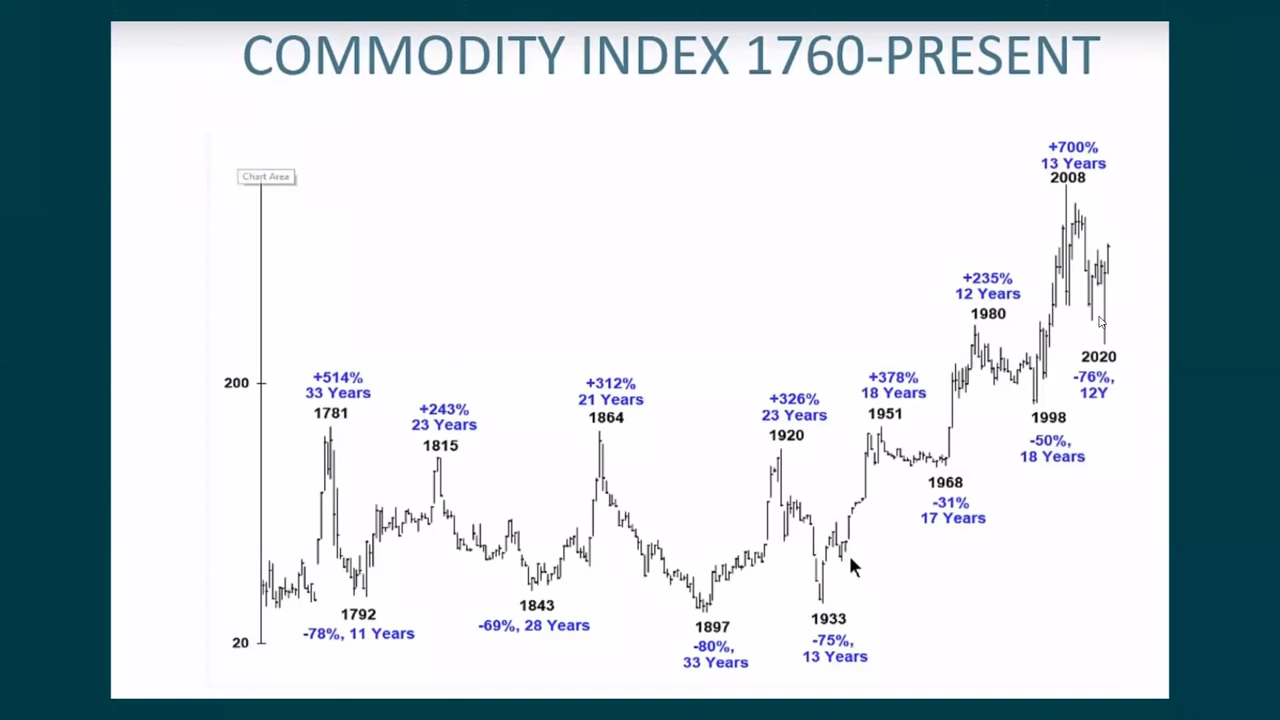 COMMODITY INDEX 1760-PRESENT
Chart Area
+700%
13 Years
2008
+235%
12 Years
1980
2020
-76%,
12Y
200
+514%
33 Years
1781
+243%
23 Years
1815
+312%
21 Years
1864
+326%
23 Years
1920
+378%
18 Years
1951
1998
-50%,
18 Years
1968
-31%
17 Years
20
1792
-78%, 11 Years
1843
-69%, 28 Years
1897
-80%,
33 Years
1933
-75%,
13 Years